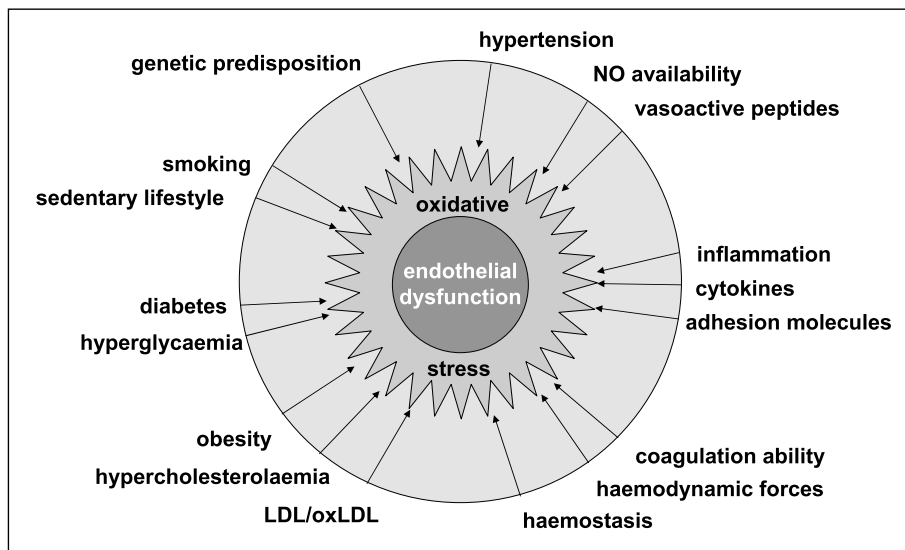 hypertension
genetic predisposition
NO availability
vasoactive peptides
smoking
sedentary lifestyle
oxidative
inflammation
endothelial
dysfunction
cytokines
diabetes
adhesion molecules
hyperglycaemia
stress
obesity
coagulation ability
hypercholesterolaemia
haemodynamic forces
LDL/oxLDL
haemostasis